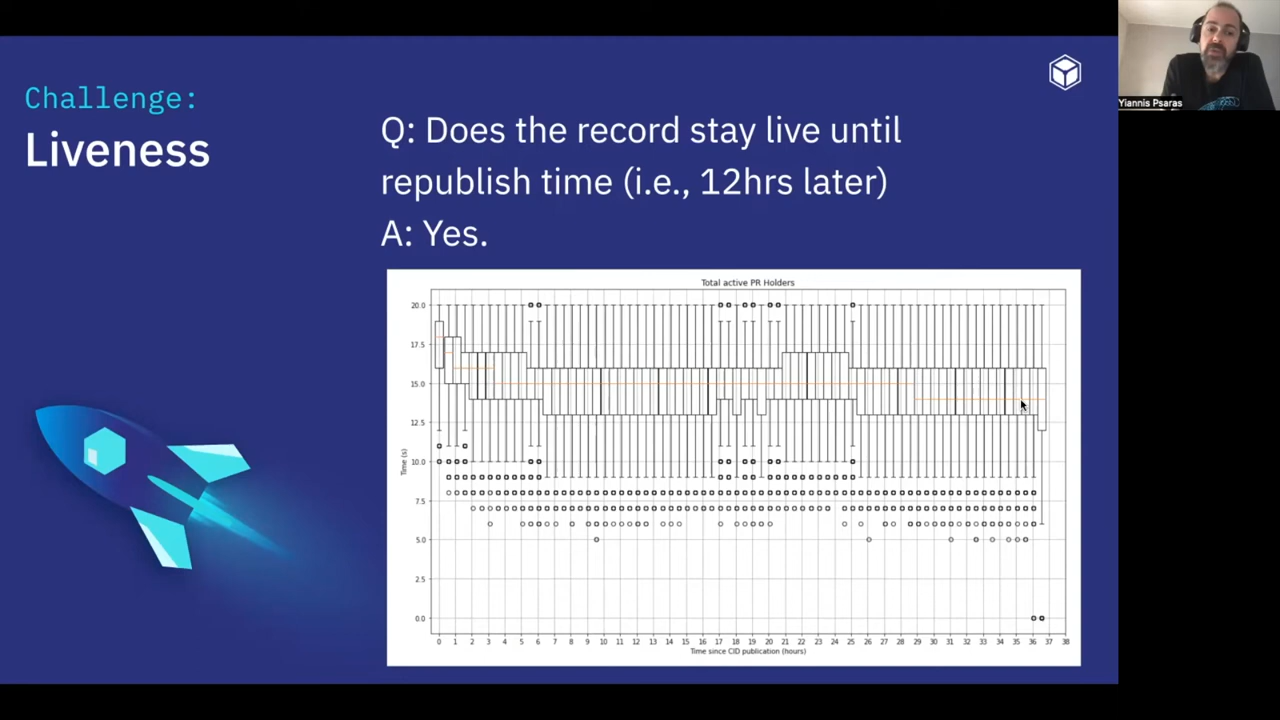 Challenge:
Liveness
Q: Does the record stay live until
republish time (i.e., 12hrs later)
A: Yes.
Yiannis Psaras
Total active PR Holders
Time (s)
20.0
17.5
15.0
12.5
10.0
7.5
5.0
2.5
0.0
0 1 2 3 4 5 6 7 8 9 10 11 12 13 14 15 16 17 18 19 20 21 22 23 24 25 26 27 28 29 30 31 32 33 34 35 36 37 38
Time since CID publication (hours)